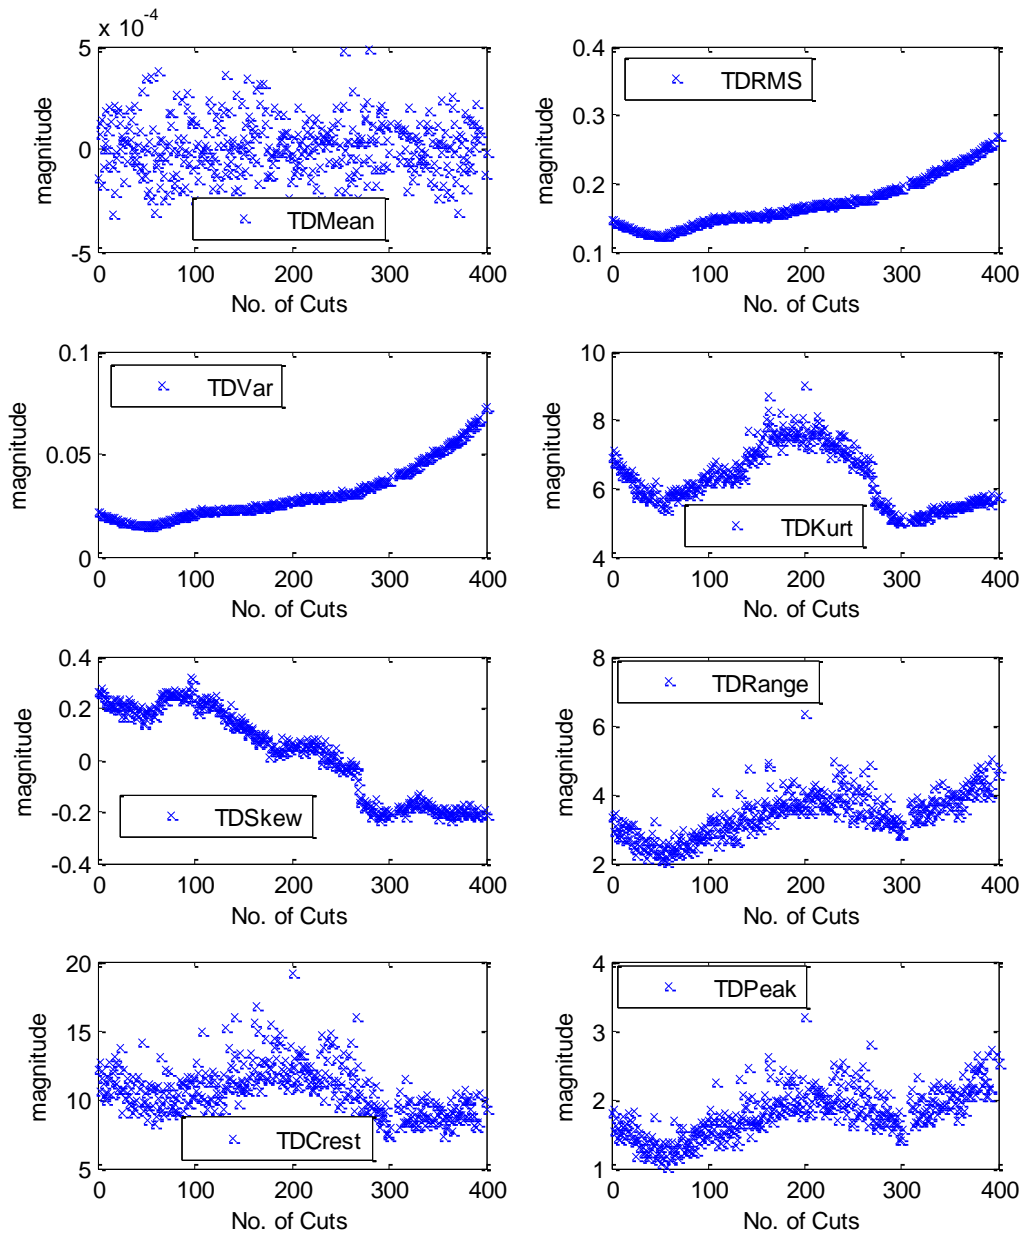 x 10-4
5
0
-5
magnitude
TDMean
0 100 200 300 400
No. of Cuts
0.4
0.3
0.2
0.1
magnitude
TDRMS
0 100 200 300 400
No. of Cuts
0.1
0.05
0
magnitude
TDVar
0 100 200 300 400
No. of Cuts
10
8
6
4
magnitude
TDKurt
0 100 200 300 400
No. of Cuts
0.4
0.2
0
-0.2
-0.4
magnitude
TDSkew
0 100 200 300 400
No. of Cuts
8
6
4
2
magnitude
TDRange
0 100 200 300 400
No. of Cuts
20
15
10
5
magnitude
TDCrest
0 100 200 300 400
No. of Cuts
4
3
2
1
magnitude
TDPeak
0 100 200 300 400
No. of Cuts